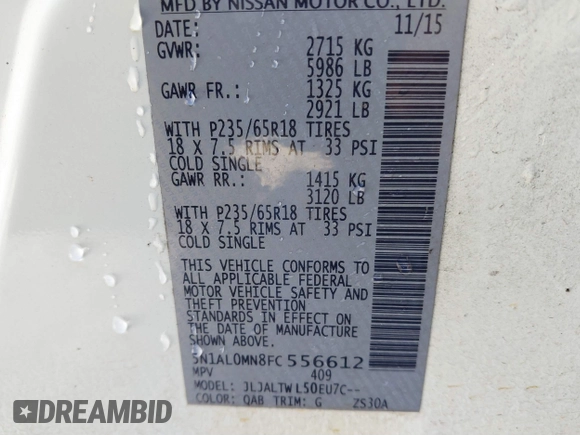 MFD BY NISSAN MOTOR CO., LTD.
DATE: 11/15
GVWR: 2715 KG
5986 LB
GAWR FR.: 1325 KG
2921 LB
WITH P235/65R18 TIRES
18 X 7.5 RIMS AT 33 PSI
COLD SINGLE
GAWR RR.: 1415 KG
3120 LB
WITH P235/65R18 TIRES
18 X 7.5 RIMS AT 33 PSI
COLD SINGLE
THIS VEHICLE CONFORMS TO
ALL APPLICABLE FEDERAL
MOTOR VEHICLE SAFETY AND
THEFT PREVENTION
STANDARDS IN EFFECT ON
THE DATE OF MANUFACTURE
SHOWN ABOVE.
5N1AL0MN8FC556612
MPV 409
MODEL: JLJALTWL50EU7C--
COLOR: QAB TRIM: G ZS30A
CarFast.Express